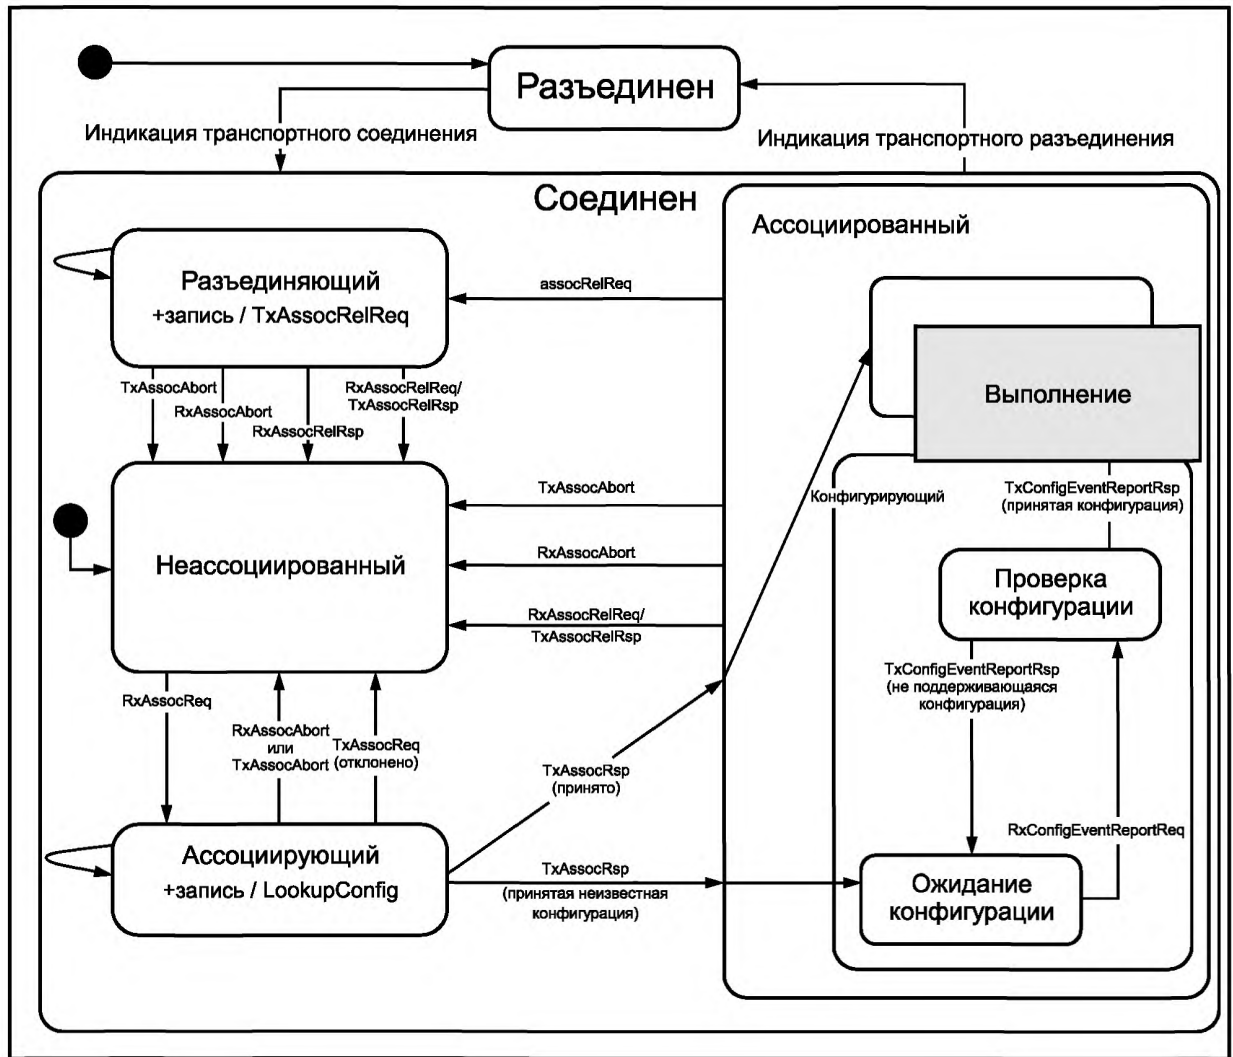 Разъединен
Индикация транспортного соединения
Индикация транспортного разъединения
Соединен
Ассоциированный
Разъединяющий
+запись / TxAssocRelReq
assocRelReq
TxAssocAbort
RxAssocAbort
RxAssocRelRsp
RxAssocRelReq/
TxAssocRelRsp
Выполнение
Неассоциированный
TxAssocAbort
RxAssocAbort
RxAssocRelReq/
TxAssocRelRsp
Конфигурирующий
TxConfigEventReportRsp
(принятая конфигурация)
Проверка
конфигурации
TxConfigEventReportRsp
(не поддерживающаяся
конфигурация)
RxConfigEventReportReq
RxAssocReq
RxAssocAbort
или
TxAssocAbort
TxAssocReq
(отклонено)
TxAssocRsp
(принято)
Ассоциирующий
+запись / LookupConfig
TxAssocRsp
(принятая неизвестная
конфигурация)
Ожидание
конфигурации